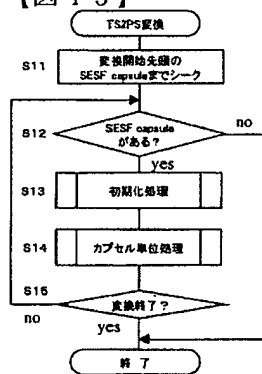 【図15】
TS2PS変換
S11
変換開始先頭の
SESF capsuleまでシーク
S12
SESF capsule
がある?
no
yes
S13
初期化処理
S14
カプセル単位処理
S15
変換終了?
no
yes
終 了